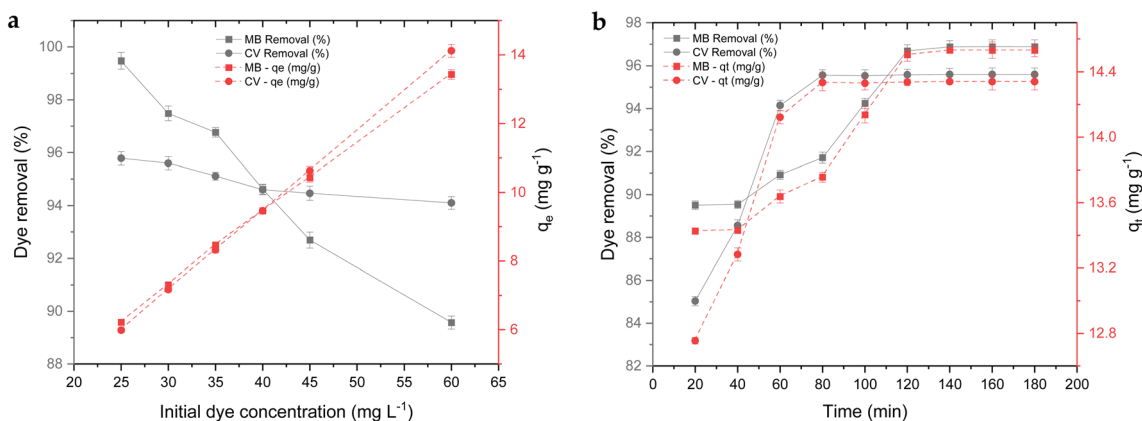 a
MB Removal (%)
CV Removal (%)
MB - qe (mg/g)
CV - qe (mg/g)
100
98
96
94
92
90
88
Dye removal (%)
14
12
10
8
6
qₑ (mg g⁻¹)
20 25 30 35 40 45 50 55 60 65
Initial dye concentration (mg L⁻¹)
b
MB Removal (%)
CV Removal (%)
MB - qt (mg/g)
CV - qt (mg/g)
98
96
94
92
90
88
86
84
82
Dye removal (%)
14.4
14.0
13.6
13.2
12.8
qₜ (mg g⁻¹)
0 20 40 60 80 100 120 140 160 180 200
Time (min)